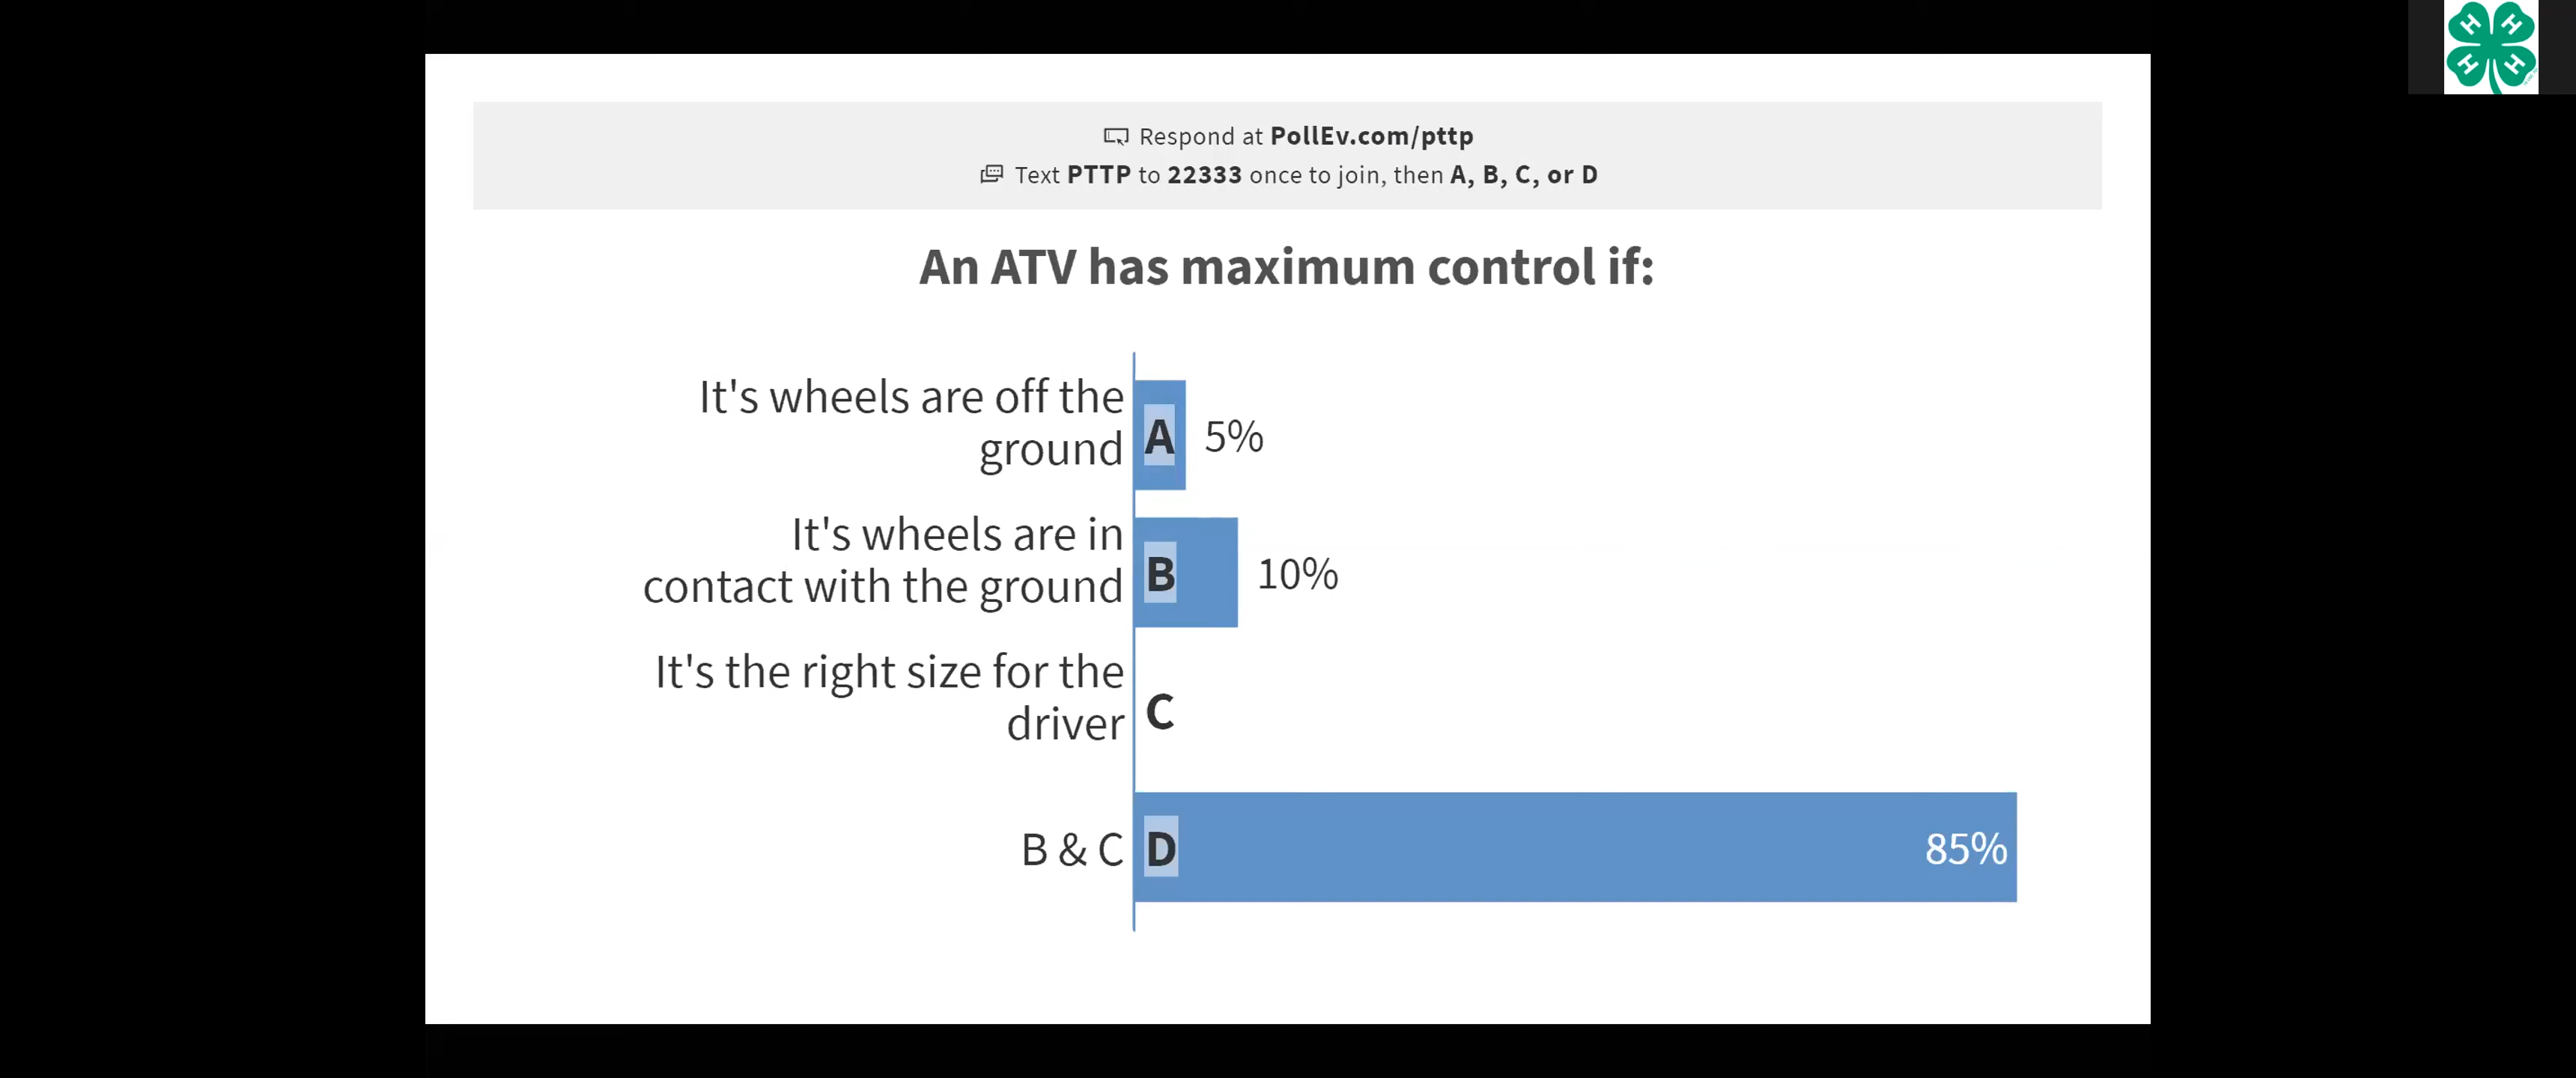 Respond at PollEv.com/pttp
Text PTTP to 22333 once to join, then A, B, C, or D
An ATV has maximum control if:
It's wheels are off the
ground
A
5%
It's wheels are in
contact with the ground
B
10%
It's the right size for the
driver
C
B & C
D
85%
H H
H H